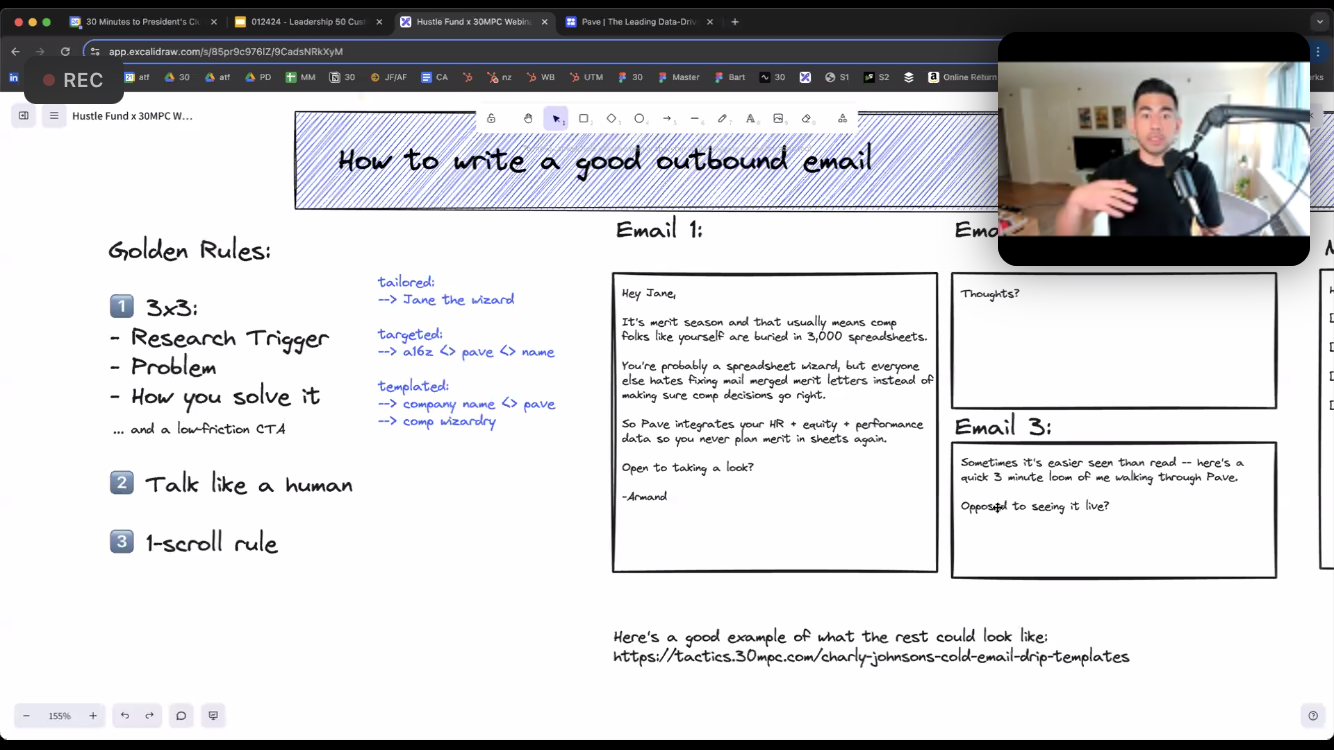 30 Minutes to President's Cl
012424 - Leadership 50 Cus
Hustle Fund x 30MPC Webin
Pave | The Leading Data-Driv
app.excalidraw.com/s/85pr9c976IZ/9CadsNRkXyM
REC
atf
30
atf
PD
MM
30
JF/AF
CA
nz
WB
UTM
30
Master
Bart
30
S1
S2
Online Return
Hustle Fund x 30MPC W...
How to write a good outbound email
Golden Rules:
1 3x3:
- Research Trigger
- Problem
- How you solve it
... and a low-friction CTA
2 Talk like a human
3 1-scroll rule
tailored:
--> Jane the wizard
targeted:
--> a16z <> pave <> name
templated:
--> company name <> pave
--> comp wizardry
Email 1:
Hey Jane,
It's merit season and that usually means comp
folks like yourself are buried in 3,000 spreadsheets.
You're probably a spreadsheet wizard, but everyone
else hates fixing mail merged merit letters instead of
making sure comp decisions go right.
So Pave integrates your HR + equity + performance
data so you never plan merit in sheets again.
Open to taking a look?
-Armand
Ema
Thoughts?
Email 3:
Sometimes it's easier seen than read -- here's a
quick 3 minute loom of me walking through Pave.
Opposed to seeing it live?
Here's a good example of what the rest could look like:
https://tactics.30mpc.com/charly-johnsons-cold-email-drip-templates
155%